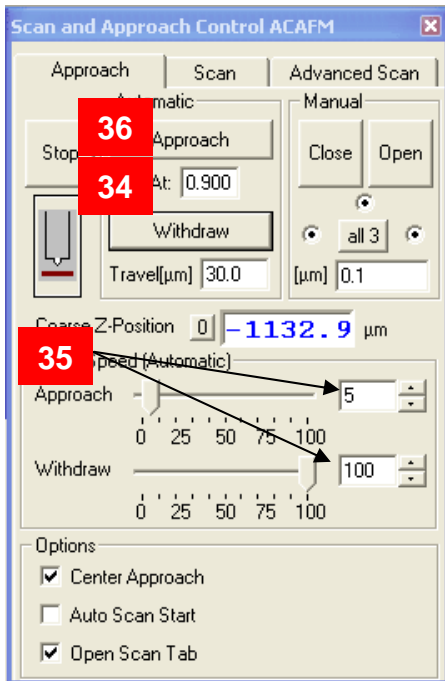 Scan and Approach Control ACAFM
Approach Scan Advanced Scan
Manual
36 Approach Close Open
34 At: 0.900
Withdraw all 3
Travel[µm] 30.0 [µm] 0.1
Coarse Z-Position 0 -1132.9 µm
35 Speed (Automatic)
Approach 5
0 25 50 75 100
Withdraw 100
0 25 50 75 100
Options
Center Approach
Auto Scan Start
Open Scan Tab